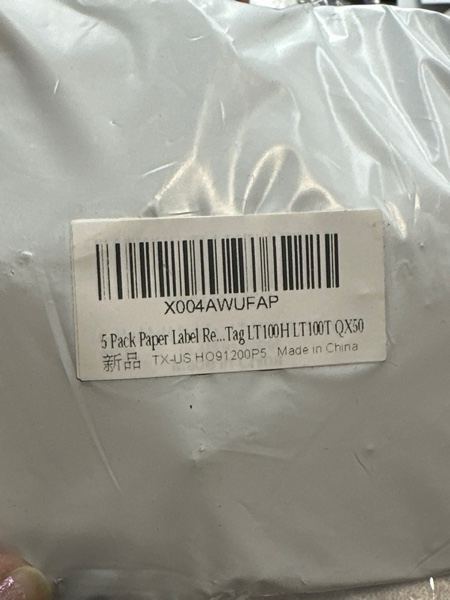 X004AWUFAP
5 Pack Paper Label Re...Tag LT100H LT100T QX50
新品 TX-US HO91200P5 Made in China